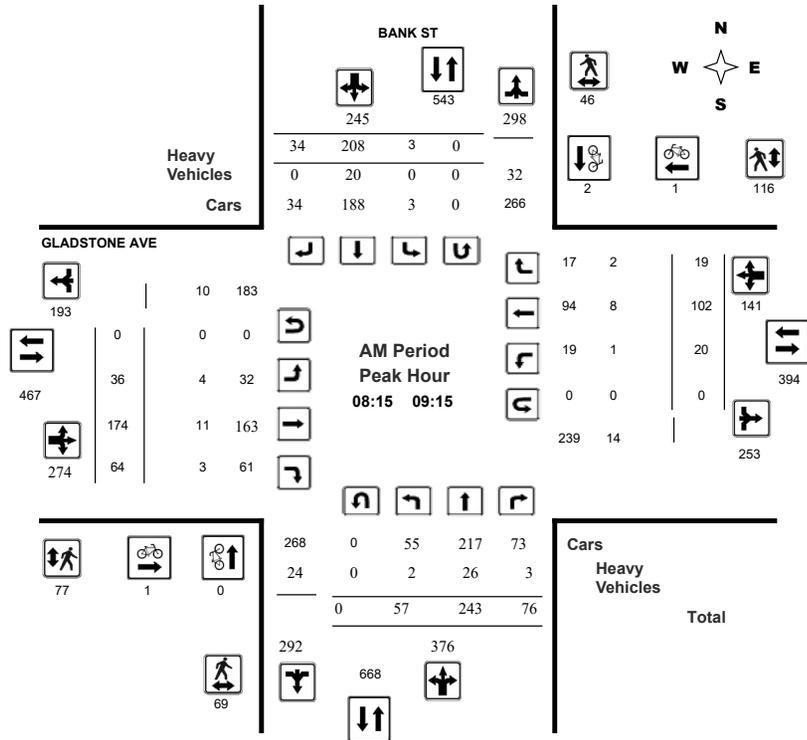 BANK ST
N
W E
S
543
46
245
298
34 208 3 0
Heavy
Vehicles
0 20 0 0 32
2 1 116
Cars
34 188 3 0 266
GLADSTONE AVE
17 2 19
193
10 183
94 8 102
141
0 0 0
AM Period
Peak Hour
08:15 09:15
19 1 20
467
36 4 32
394
0 0 0
174 11 163
239 14
253
274
64 3 61
268 0 55 217 73
Cars
24 0 2 26 3
Heavy
Vehicles
77 1 0
0 57 243 76
Total
292
376
668
69